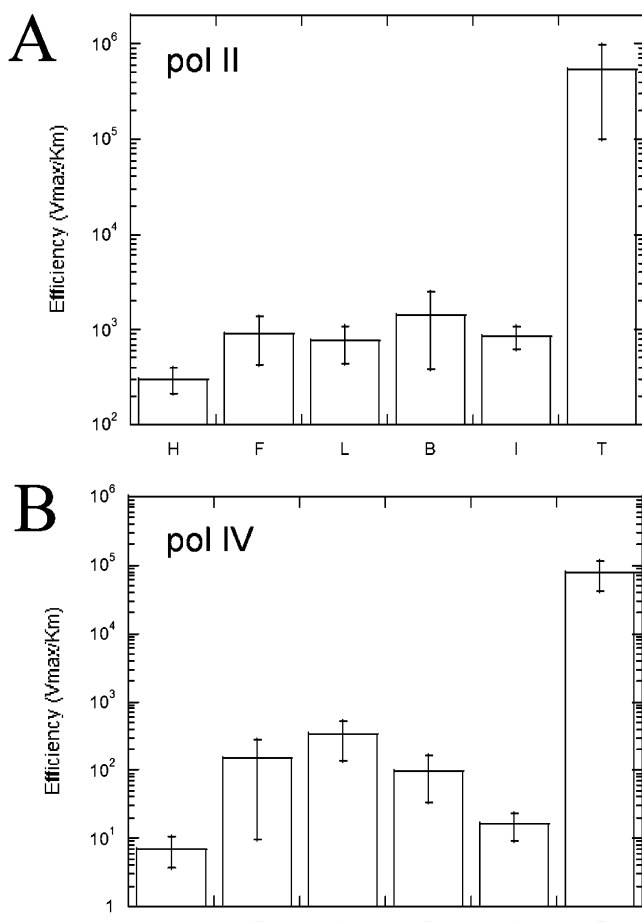 A
pol II
Efficiency (Vmax/Km)
10⁶
10⁵
10⁴
10³
10²
H F L B I T
B
pol IV
Efficiency (Vmax/Km)
10⁶
10⁵
10⁴
10³
10²
10¹
1